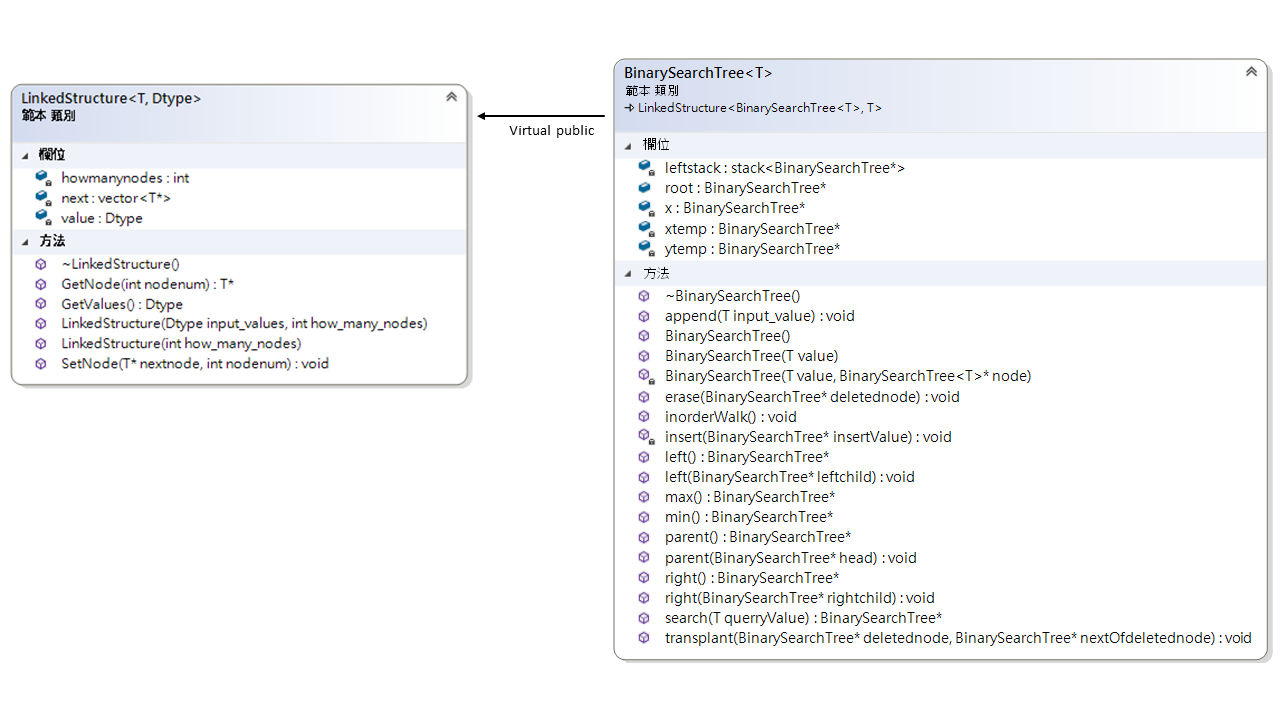 LinkedStructure<T, Dtype>
範本 類別
欄位
howmanynodes : int
next : vector<T*>
value : Dtype
方法
~LinkedStructure()
GetNode(int nodenum) : T*
GetValues() : Dtype
LinkedStructure(Dtype input_values, int how_many_nodes)
LinkedStructure(int how_many_nodes)
SetNode(T* nextnode, int nodenum) : void
Virtual public
BinarySearchTree<T>
範本 類別
LinkedStructure<BinarySearchTree<T>, T>
欄位
leftstack : stack<BinarySearchTree*>
root : BinarySearchTree*
x : BinarySearchTree*
xtemp : BinarySearchTree*
ytemp : BinarySearchTree*
方法
~BinarySearchTree()
append(T input_value) : void
BinarySearchTree()
BinarySearchTree(T value)
BinarySearchTree(T value, BinarySearchTree<T>* node)
erase(BinarySearchTree* deletednode) : void
inorderWalk() : void
insert(BinarySearchTree* insertValue) : void
left() : BinarySearchTree*
left(BinarySearchTree* leftchild) : void
max() : BinarySearchTree*
min() : BinarySearchTree*
parent() : BinarySearchTree*
parent(BinarySearchTree* head) : void
right() : BinarySearchTree*
right(BinarySearchTree* rightchild) : void
search(T querryValue) : BinarySearchTree*
transplant(BinarySearchTree* deletednode, BinarySearchTree* nextOfdeletednode) : void